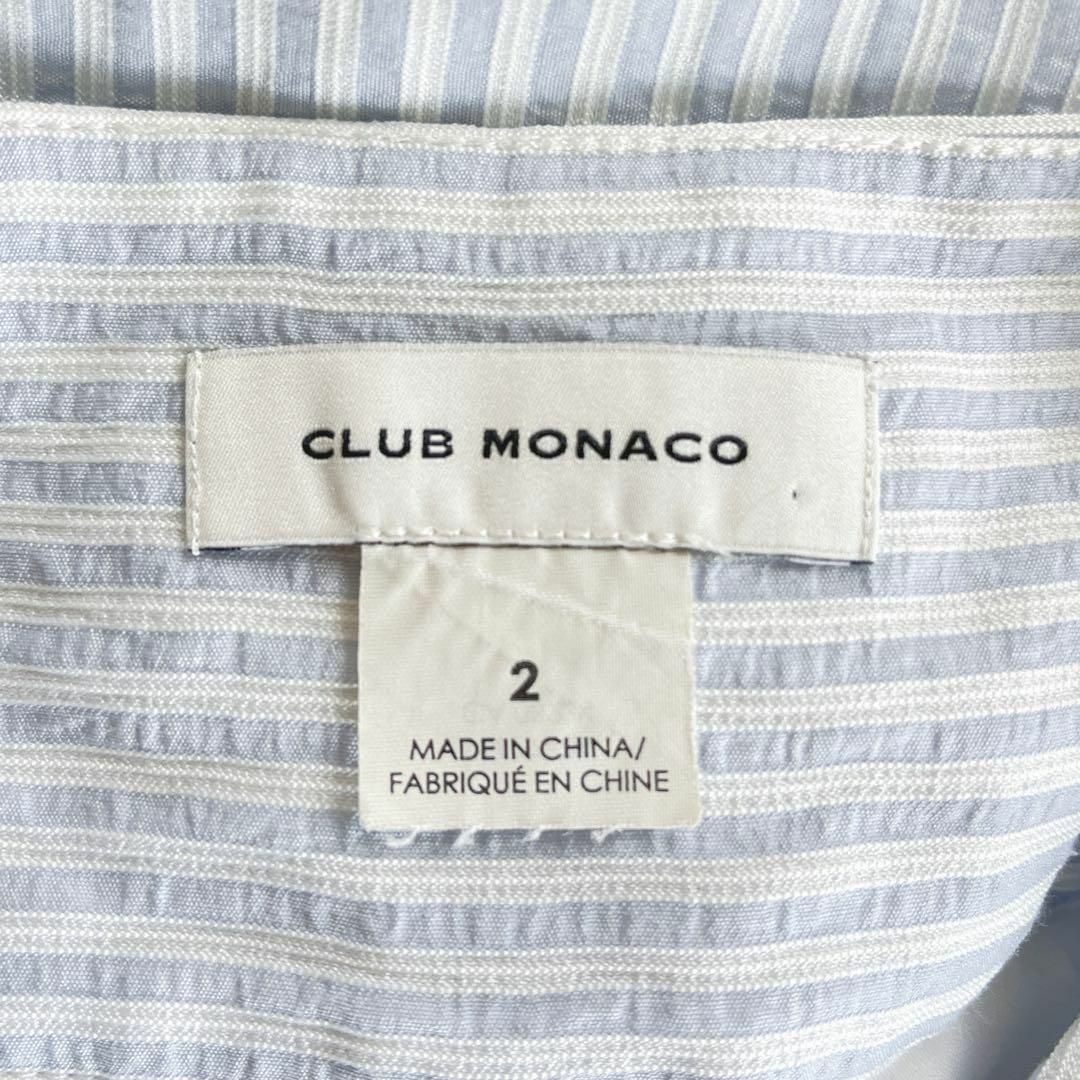 CLUB MONACO
2
MADE IN CHINA/
FABRIQUÉ EN CHINE